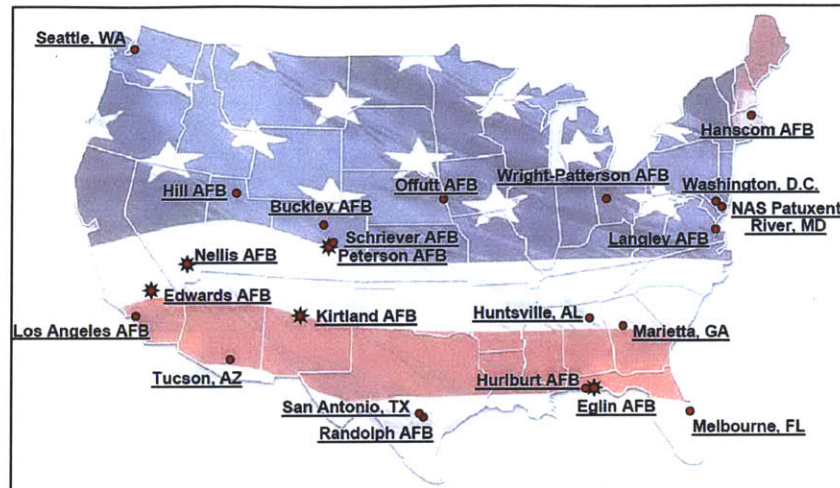 Seattle, WA
Hanscom AFB
Wright-Patterson AFB
Offutt AFB
Washington, D.C.
Hill AFB
Buckley AFB
NAS Patuxent
River, MD
Schriever AFB
Langley AFB
Peterson AFB
Nellis AFB
Edwards AFB
Kirtland AFB
Huntsville, AL
Los Angeles AFB
Marietta, GA
Tucson, AZ
Hurlburt AFB
Eglin AFB
San Antonio, TX
Randolph AFB
Melbourne, FL